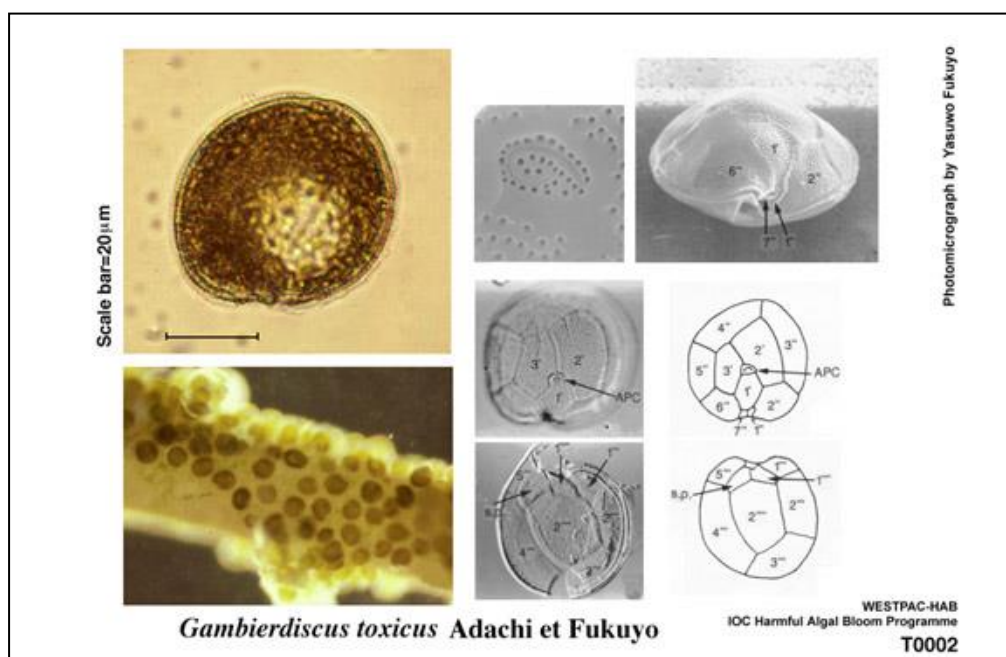 Scale bar=20µm
Photomicrograph by Yasuwo Fukuyo
6''
1'
2''
7''
1''
3'
2'
1'
APC
4''
3''
2'
5''
3'
APC
1'
6''
2''
7''
1''
s.p.
2''''
4'''
5'''
1'''
1''''
s.p.
2''''
2'''
4'''
3'''
Gambierdiscus toxicus Adachi et Fukuyo
WESTPAC-HAB
IOC Harmful Algal Bloom Programme
T0002